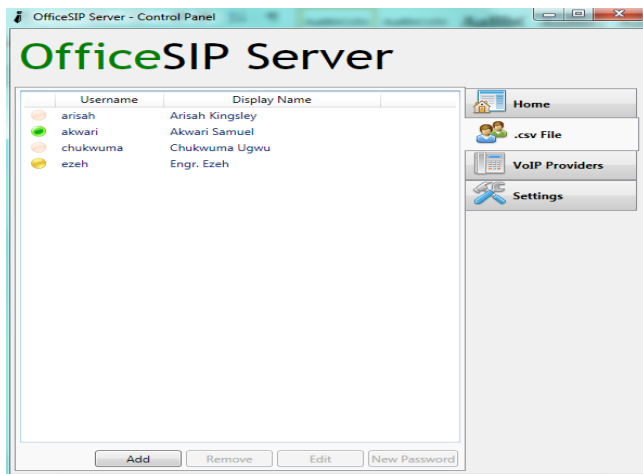 OfficeSIP Server - Control Panel
OfficeSIP Server
Username Display Name
arisah Arisah Kingsley
akwari Akwari Samuel
chukwuma Chukwuma Ugwu
ezeh Engr. Ezeh
Home
.csv File
VoIP Providers
Settings
Add Remove Edit New Password